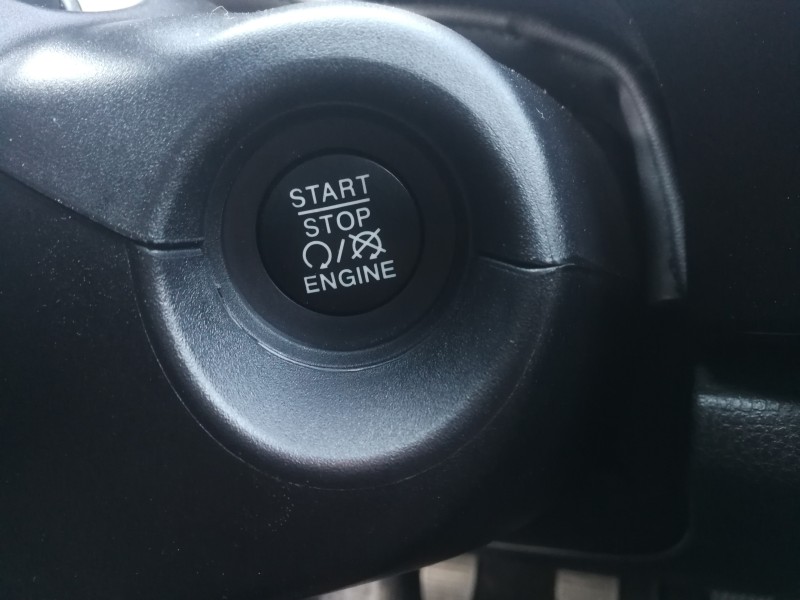 START
STOP
/
ENGINE